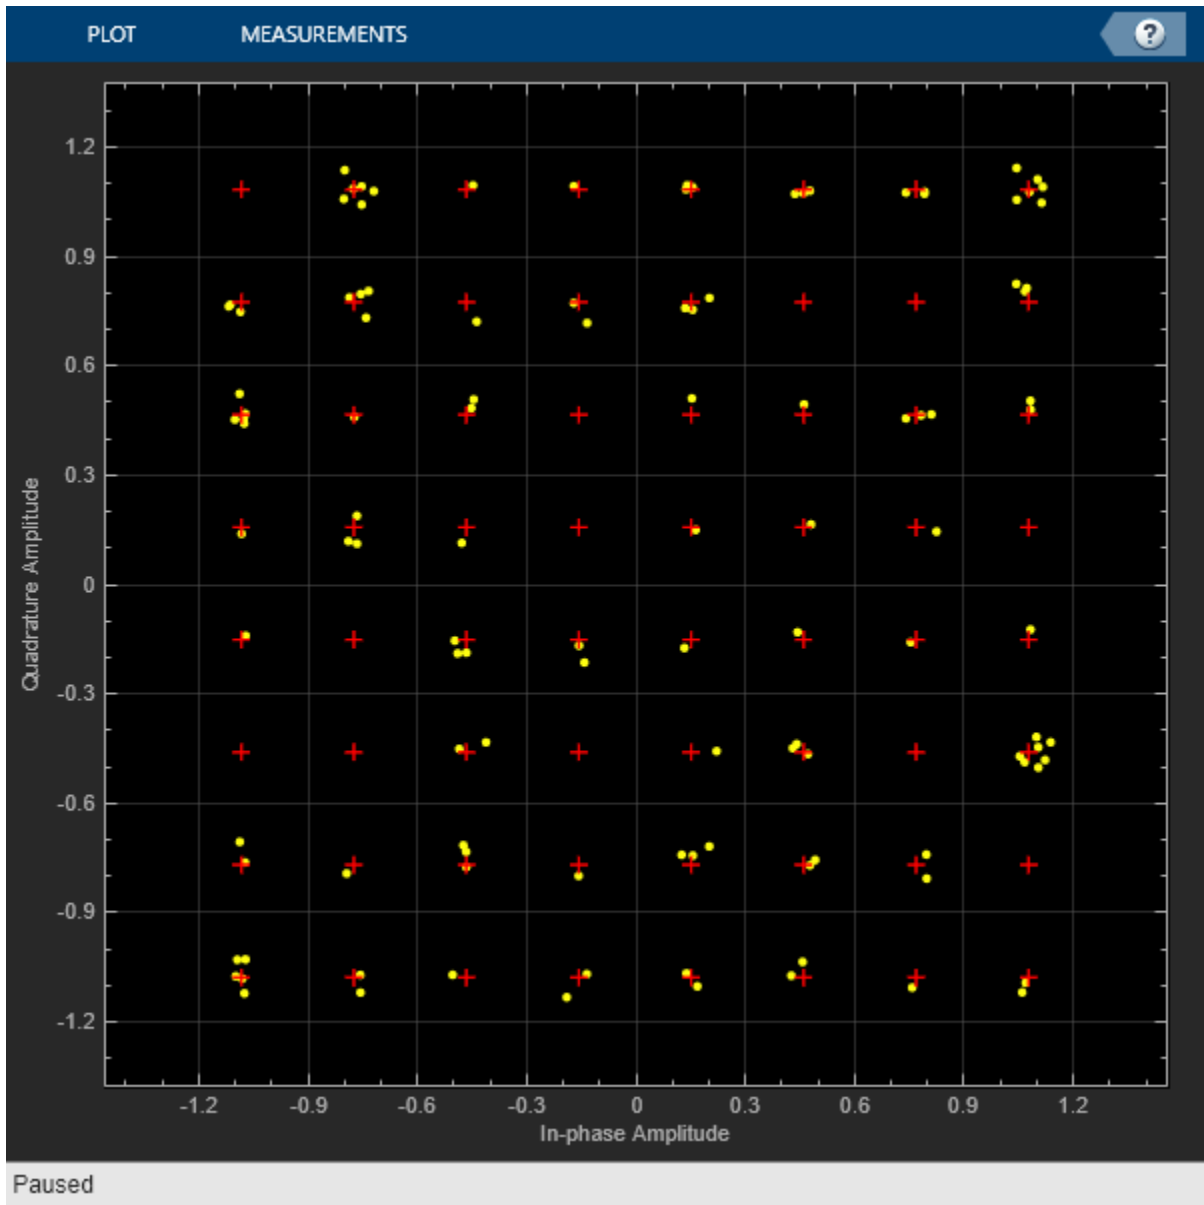 PLOT MEASUREMENTS ?
1.2
0.9
0.6
0.3
0
-0.3
-0.6
-0.9
-1.2
Quadrature Amplitude
-1.2 -0.9 -0.6 -0.3 0 0.3 0.6 0.9 1.2
In-phase Amplitude
Paused